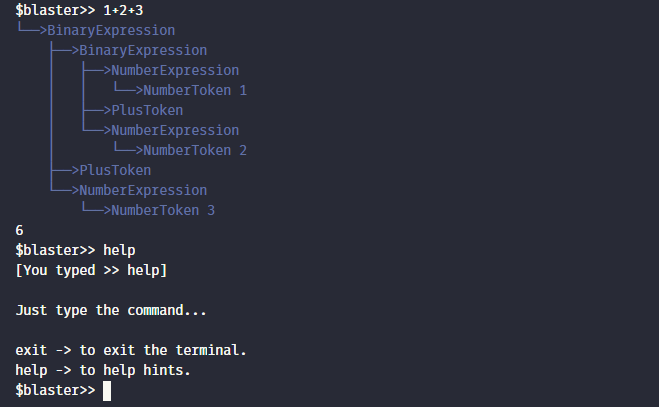 $blaster>> 1+2+3
└──>BinaryExpression
    ├──>BinaryExpression
    │   ├──>NumberExpression
    │   │   └──>NumberToken 1
    │   ├──>PlusToken
    │   └──>NumberExpression
    │       └──>NumberToken 2
    ├──>PlusToken
    └──>NumberExpression
        └──>NumberToken 3
6
$blaster>> help
[You typed >> help]

Just type the command...

exit -> to exit the terminal.
help -> to help hints.
$blaster>>